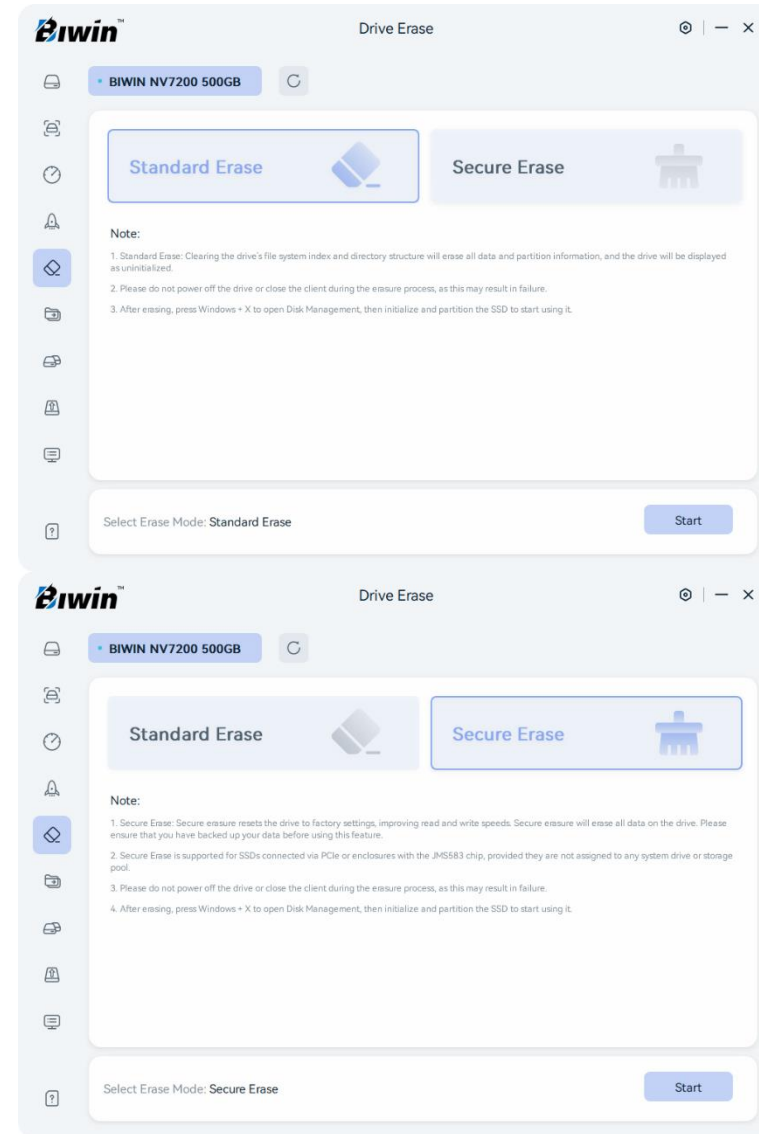 Biwin™
Drive Erase
BIWIN NV7200 500GB
Standard Erase
Secure Erase
Note:
1. Standard Erase: Clearing the drive's file system index and directory structure will erase all data and partition information, and the drive will be displayed
as uninitialized.
2. Please do not power off the drive or close the client during the erasure process, as this may result in failure.
3. After erasing, press Windows + X to open Disk Management, then initialize and partition the SSD to start using it.
Select Erase Mode: Standard Erase
Start
Biwin™
Drive Erase
BIWIN NV7200 500GB
Standard Erase
Secure Erase
Note:
1. Secure Erase: Secure erasure resets the drive to factory settings, improving read and write speeds. Secure erasure will erase all data on the drive. Please
ensure that you have backed up your data before using this feature.
2. Secure Erase is supported for SSDs connected via PCIe or enclosures with the JMS583 chip, provided they are not assigned to any system drive or storage
pool.
3. Please do not power off the drive or close the client during the erasure process, as this may result in failure.
4. After erasing, press Windows + X to open Disk Management, then initialize and partition the SSD to start using it.
Select Erase Mode: Secure Erase
Start